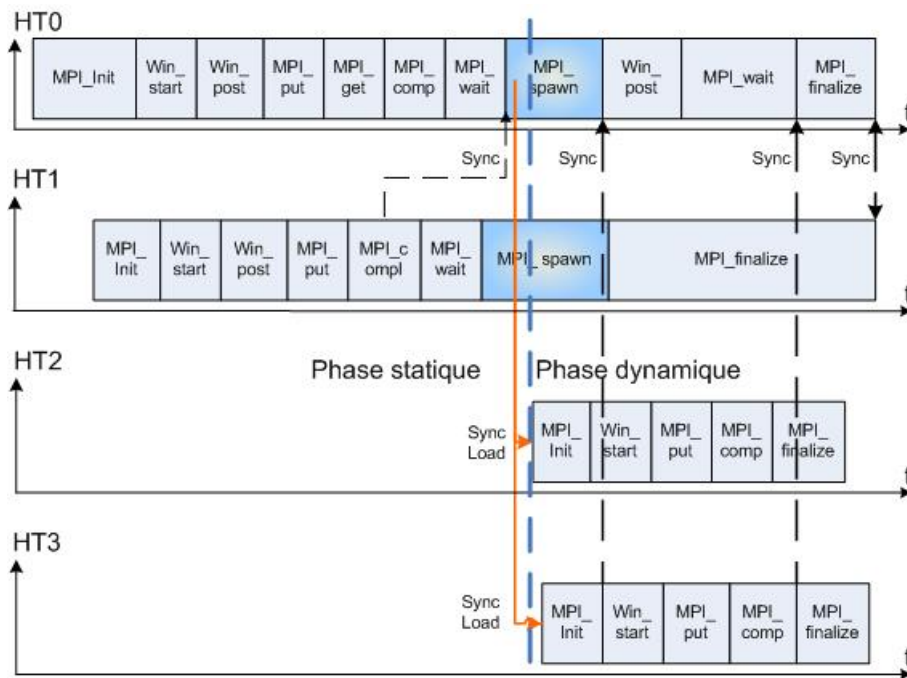 HT0
MPI_Init
Win_
start
Win_
post
MPI_
put
MPI_
get
MPI_
comp
MPI_
wait
MPI_
spawn
Win_
post
MPI_wait
MPI_
finalize
t
Sync
Sync
Sync
Sync
HT1
MPI_
Init
Win_
start
Win_
post
MPI_
put
MPI_c
ompl
MPI_
wait
MPI_ spawn
MPI_finalize
t
Phase statique
Phase dynamique
HT2
Sync
Load
MPI_
Init
Win_
start
MPI_
put
MPI_
comp
MPI_
finalize
t
HT3
Sync
Load
MPI_
Init
Win_
start
MPI_
put
MPI_
comp
MPI_
finalize
t